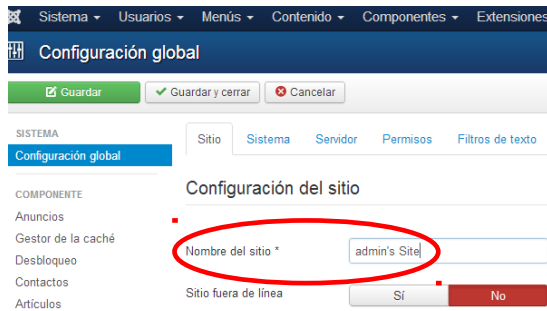 Sistema Usuarios Menús Contenido Componentes Extensiones
Configuración global
Guardar Guardar y cerrar Cancelar
SISTEMA
Configuración global
COMPONENTE
Anuncios
Gestor de la caché
Desbloqueo
Contactos
Artículos
Sitio Sistema Servidor Permisos Filtros de texto
Configuración del sitio
Nombre del sitio * admin's Site
Sitio fuera de línea Sí No